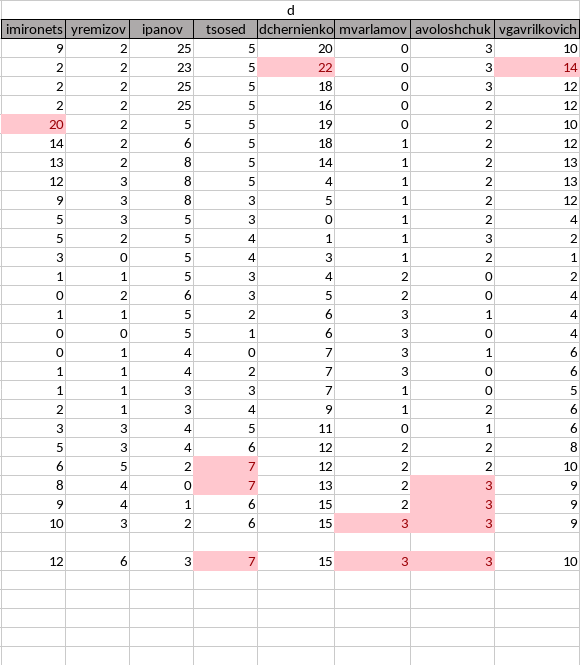 d
imironets yremizov ipanov tsosed dchernienko mvarlamov avoloshchuk vgavrilkovich
9 2 25 5 20 0 3 10
2 2 23 5 22 0 3 14
2 2 25 5 18 0 3 12
2 2 25 5 16 0 2 12
20 2 5 5 19 0 2 10
14 2 6 5 18 1 2 12
13 2 8 5 14 1 2 13
12 3 8 5 4 1 2 13
9 3 8 3 5 1 2 12
5 3 5 3 0 1 2 4
5 2 5 4 1 1 3 2
3 0 5 4 3 1 2 1
1 1 5 3 4 2 0 2
0 2 6 3 5 2 0 4
1 1 5 2 6 3 1 4
0 0 5 1 6 3 0 4
0 1 4 0 7 3 1 6
1 1 4 2 7 3 0 6
1 1 3 3 7 1 0 5
2 1 3 4 9 1 2 6
3 3 4 5 11 0 1 6
5 3 4 6 12 2 2 8
6 5 2 7 12 2 2 10
8 4 0 7 13 2 3 9
9 4 1 6 15 2 3 9
10 3 2 6 15 3 3 9
12 6 3 7 15 3 3 10